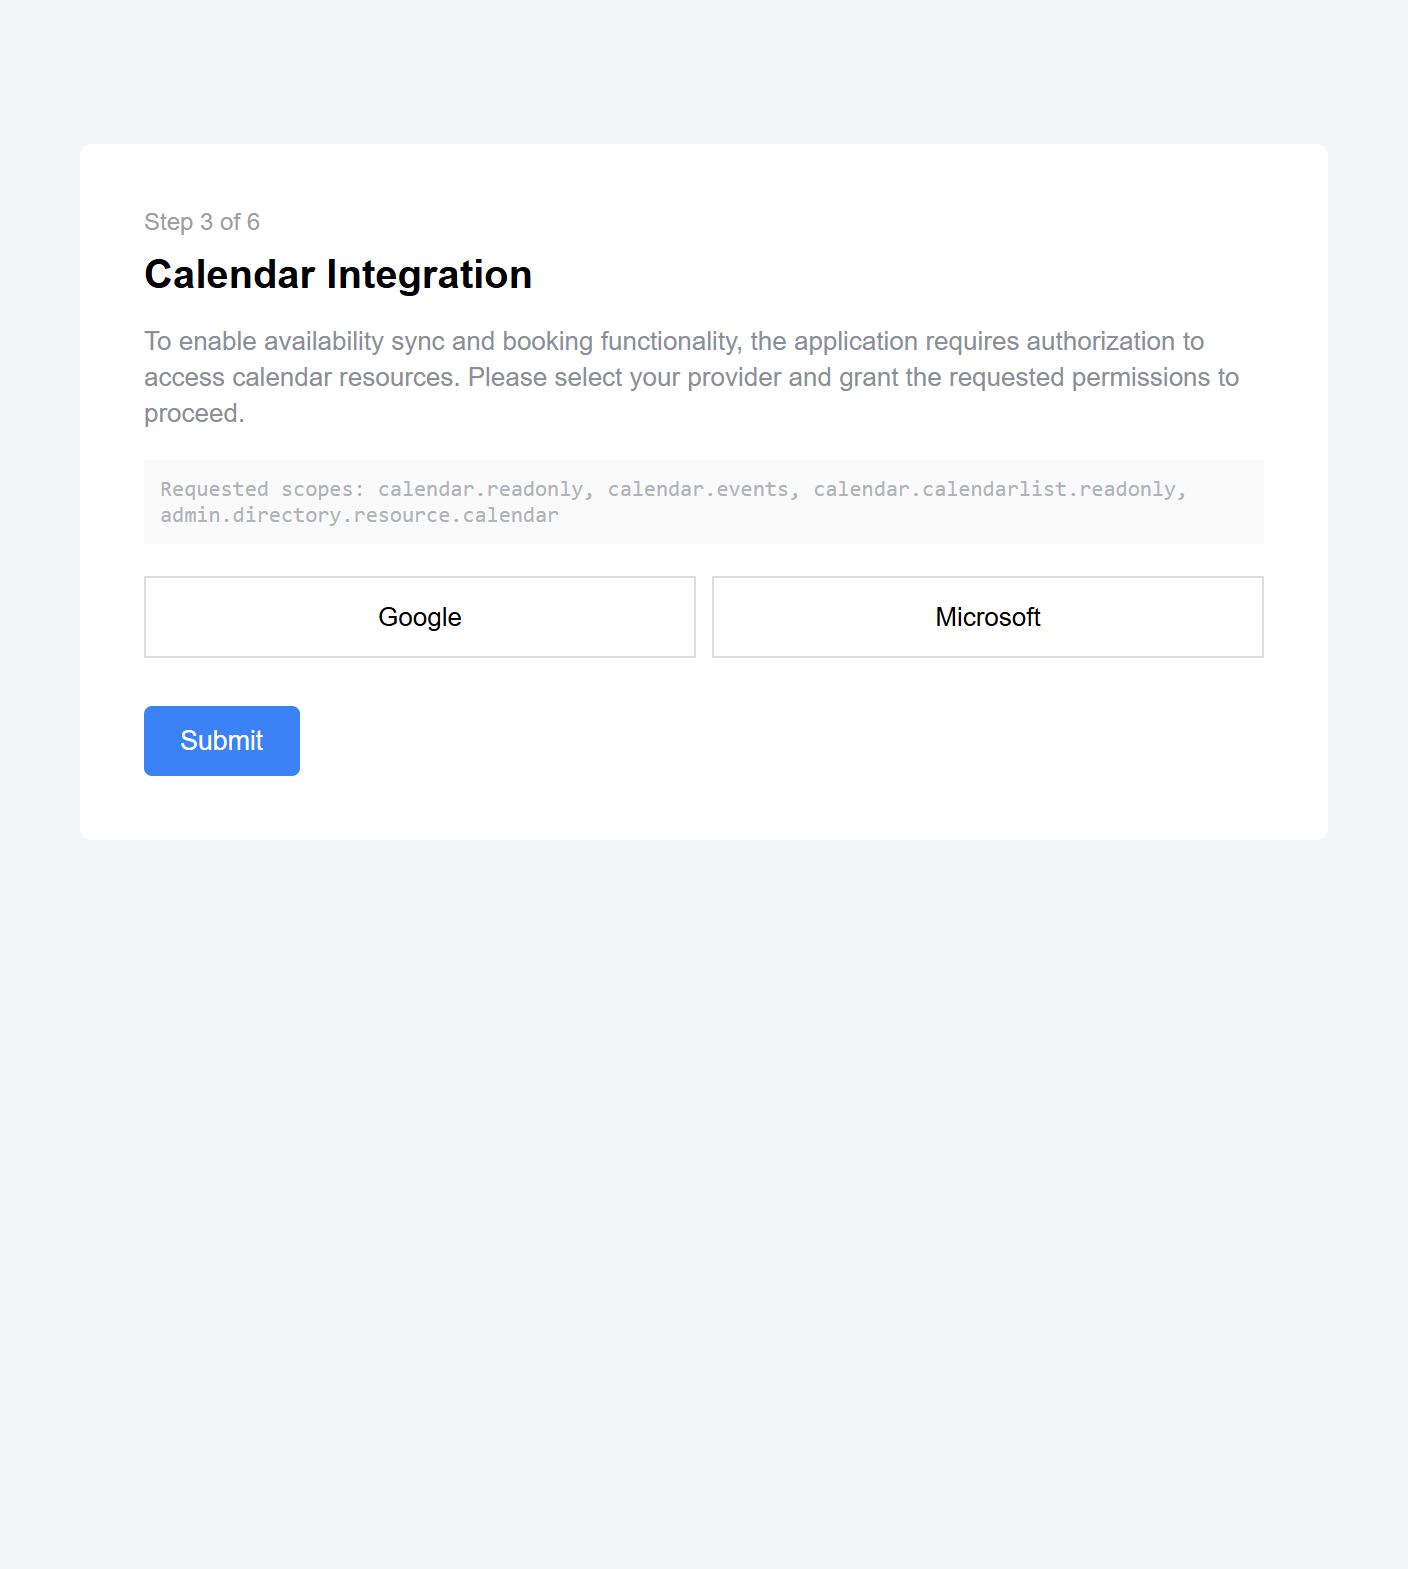 Step 3 of 6
Calendar Integration
To enable availability sync and booking functionality, the application requires authorization to
access calendar resources. Please select your provider and grant the requested permissions to
proceed.
Requested scopes: calendar.readonly, calendar.events, calendar.calendarlist.readonly,
admin.directory.resource.calendar
Google
Microsoft
Submit